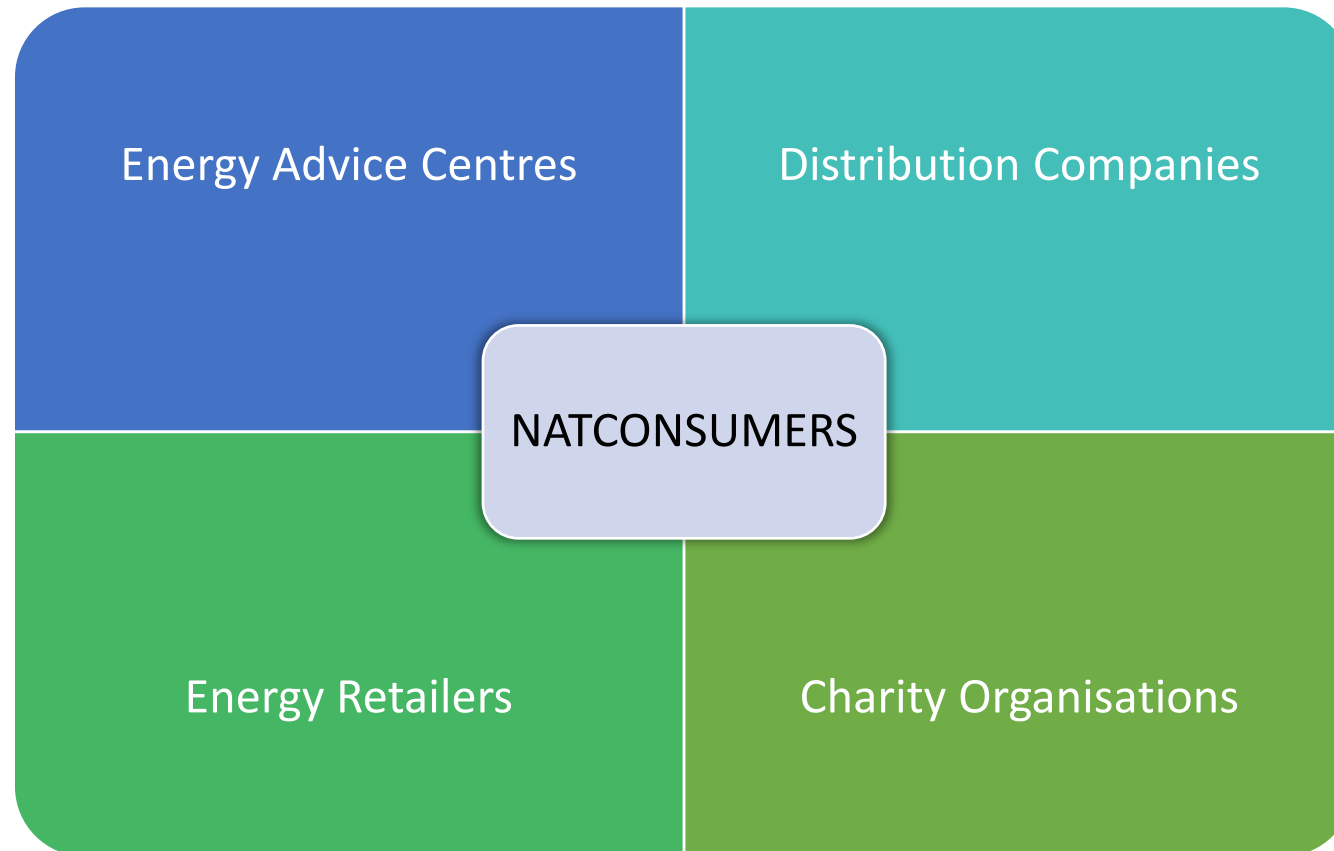 Energy Advice Centres
Distribution Companies
NATCONSUMERS
Energy Retailers
Charity Organisations